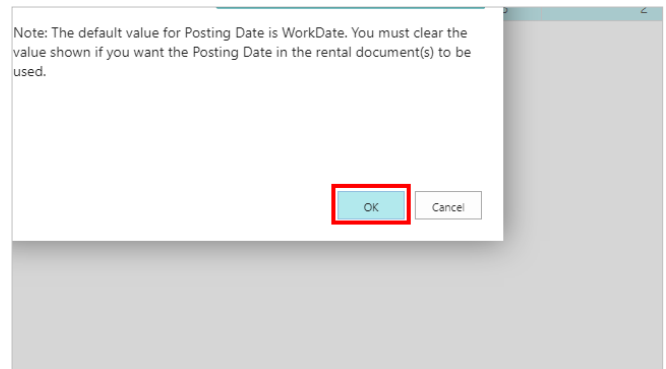 2
Note: The default value for Posting Date is WorkDate. You must clear the
value shown if you want the Posting Date in the rental document(s) to be
used.
OK Cancel